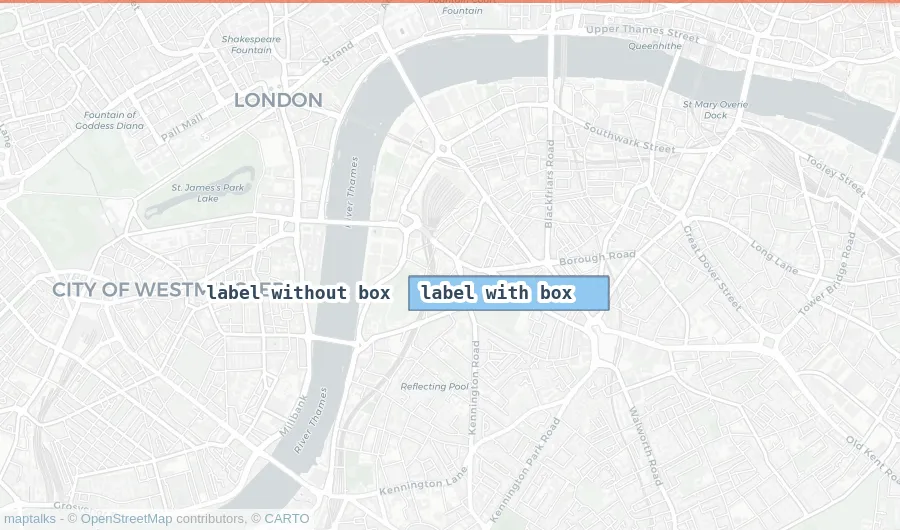 Fountain
Upper Thames Street
Queenhithe
Shakespeare
Fountain
Strand
LONDON
St Mary Overie
Dock
Fountain of
Goddess Diana
Pall Mall
Lane
Southwark Street
Tooley Street
Blackfriars Road
St. James's Park
Lake
River Thames
Great Dover Street
Long Lane
Borough Road
Tower Bridge Road
CITY OF WESTMINSTER
label without box
label with box
Reflecting Pool
Kennington Road
Millbank
River Thames
Walworth Road
Kennington Park Road
Old Kent Road
Kennington Lane
maptalks - © OpenStreetMap contributors, © CARTO